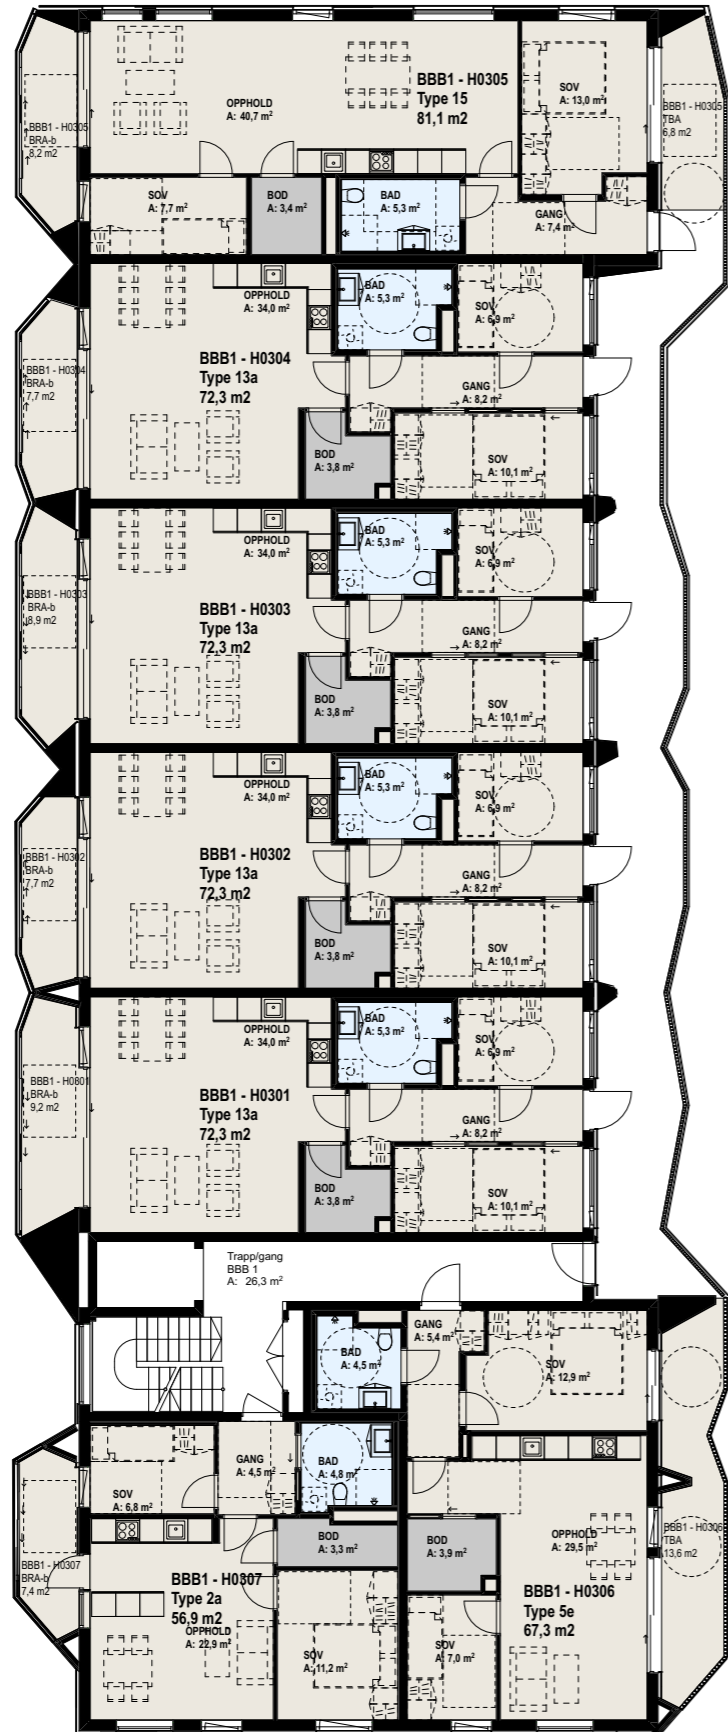 BBB1 - H0305
Type 15
81,1 m2
OPPHOLD
A: 40,7 m²
SOV
A: 13,0 m²
BBB1 - H0305
TBA
6,8 m2
BBB1 - H0305
BRA-b
8,2 m2
SOV
A: 7,7 m²
BOD
A: 3,4 m²
BAD
A: 5,3 m²
GANG
A: 7,4 m²
OPPHOLD
A: 34,0 m²
BAD
A: 5,3 m²
SOV
A: 6,9 m²
BBB1 - H0304
Type 13a
72,3 m2
BBB1 - H0304
BRA-b
7,7 m2
GANG
A: 8,2 m²
BOD
A: 3,8 m²
SOV
A: 10,1 m²
OPPHOLD
A: 34,0 m²
BAD
A: 5,3 m²
SOV
A: 6,9 m²
BBB1 - H0303
Type 13a
72,3 m2
BBB1 - H0303
BRA-b
8,9 m2
GANG
A: 8,2 m²
BOD
A: 3,8 m²
SOV
A: 10,1 m²
OPPHOLD
A: 34,0 m²
BAD
A: 5,3 m²
SOV
A: 6,9 m²
BBB1 - H0302
Type 13a
72,3 m2
BBB1 - H0302
BRA-b
7,7 m2
GANG
A: 8,2 m²
BOD
A: 3,8 m²
SOV
A: 10,1 m²
OPPHOLD
A: 34,0 m²
BAD
A: 5,3 m²
SOV
A: 6,9 m²
BBB1 - H0301
Type 13a
72,3 m2
BBB1 - H0301
BRA-b
9,2 m2
GANG
A: 8,2 m²
BOD
A: 3,8 m²
SOV
A: 10,1 m²
Trapp/gang
BBB 1
A: 26,3 m²
GANG
A: 5,4 m²
BAD
A: 4,5 m²
SOV
A: 12,9 m²
GANG
A: 4,5 m²
BAD
A: 4,8 m²
SOV
A: 6,8 m²
BOD
A: 3,3 m²
BOD
A: 3,9 m²
OPPHOLD
A: 29,5 m²
BBB1 - H0306
TBA
13,6 m2
BBB1 - H0307
BRA-b
7,4 m2
BBB1 - H0307
Type 2a
56,9 m2
OPPHOLD
A: 22,9 m²
BBB1 - H0306
Type 5e
67,3 m2
SOV
A: 11,2 m²
SOV
A: 7,0 m²